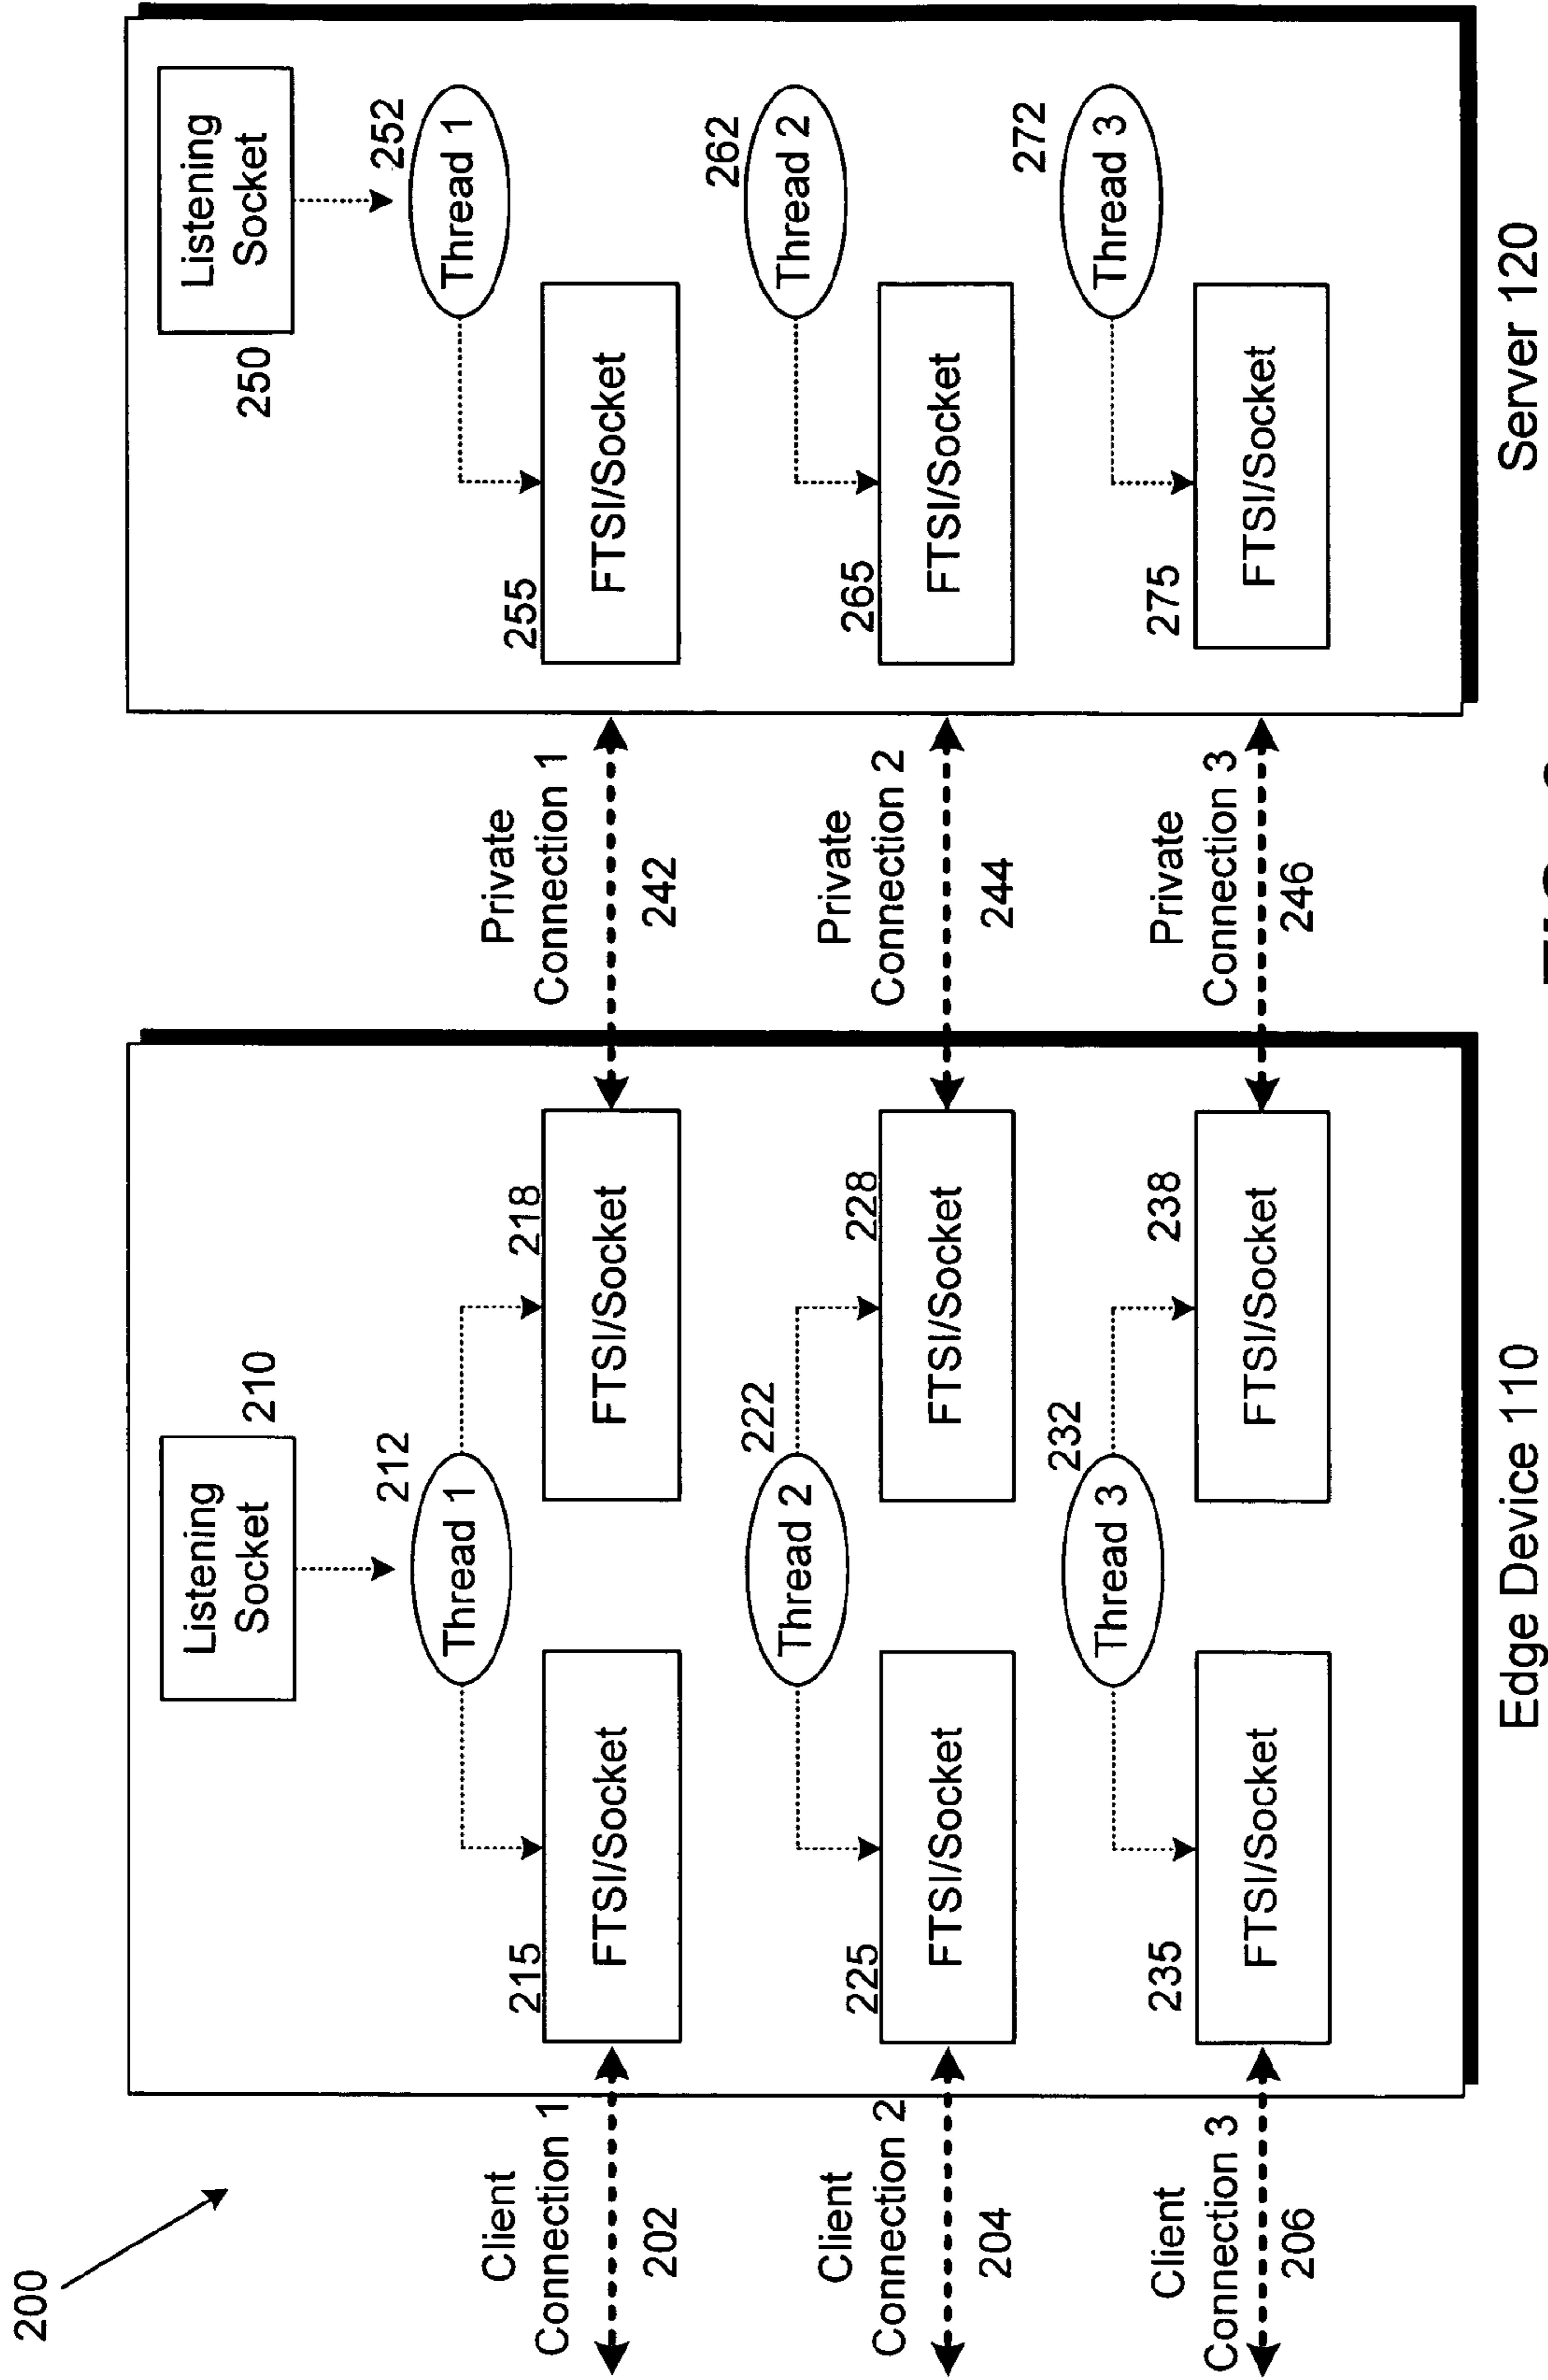 200
Listening
Socket
210
212
Thread 1
215
FTSI/Socket
218
FTSI/Socket
222
Thread 2
225
FTSI/Socket
228
FTSI/Socket
232
Thread 3
235
FTSI/Socket
238
FTSI/Socket
Client
Connection 1
202
Client
Connection 2
204
Client
Connection 3
206
Edge Device 110
Private
Connection 1
242
Private
Connection 2
244
Private
Connection 3
246
Listening
Socket
250
252
Thread 1
255
FTSI/Socket
262
Thread 2
265
FTSI/Socket
272
Thread 3
275
FTSI/Socket
Server 120